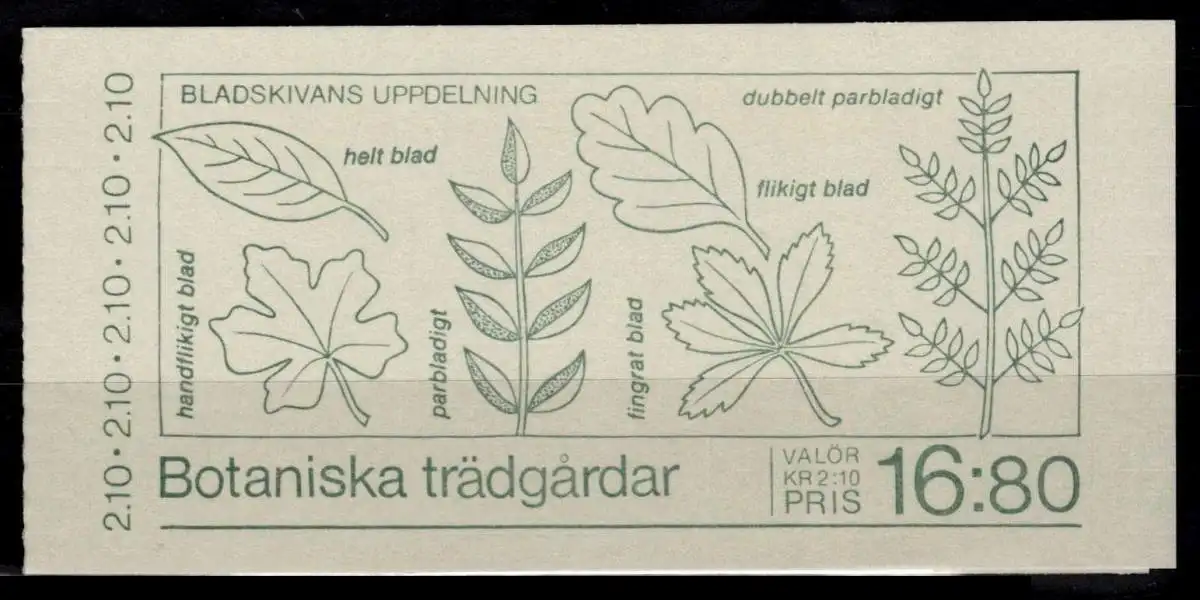 BLADSKIVANS UPPDELNING
dubbelt parbladigt
helt blad
flikigt blad
handflikigt blad
parbladigt
fingrat blad
2.10 • 2.10 • 2.10 • 2.10 • 2.10
Botaniska trädgårdar
VALÖR
KR 2:10
PRIS
16:80